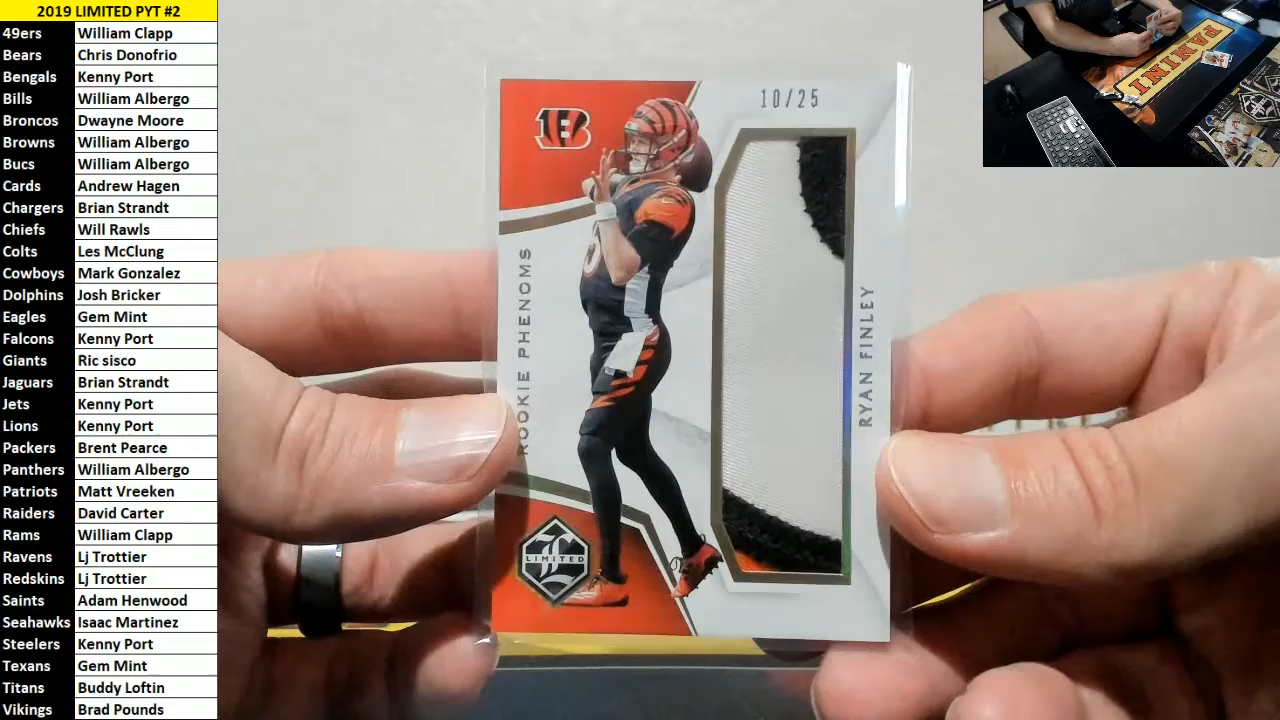 2019 LIMITED PYT #2
49ers William Clapp
Bears Chris Donofrio
Bengals Kenny Port
Bills William Albergo
Broncos Dwayne Moore
Browns William Albergo
Bucs William Albergo
Cards Andrew Hagen
Chargers Brian Strandt
Chiefs Will Rawls
Colts Les McClung
Cowboys Mark Gonzalez
Dolphins Josh Bricker
Eagles Gem Mint
Falcons Kenny Port
Giants Ric sisco
Jaguars Brian Strandt
Jets Kenny Port
Lions Kenny Port
Packers Brent Pearce
Panthers William Albergo
Patriots Matt Vreeken
Raiders David Carter
Rams William Clapp
Ravens Lj Trottier
Redskins Lj Trottier
Saints Adam Henwood
Seahawks Isaac Martinez
Steelers Kenny Port
Texans Gem Mint
Titans Buddy Loftin
Vikings Brad Pounds
10/25
B
ROOKIE PHENOMS
RYAN FINLEY
L
LIMITED
PANINI